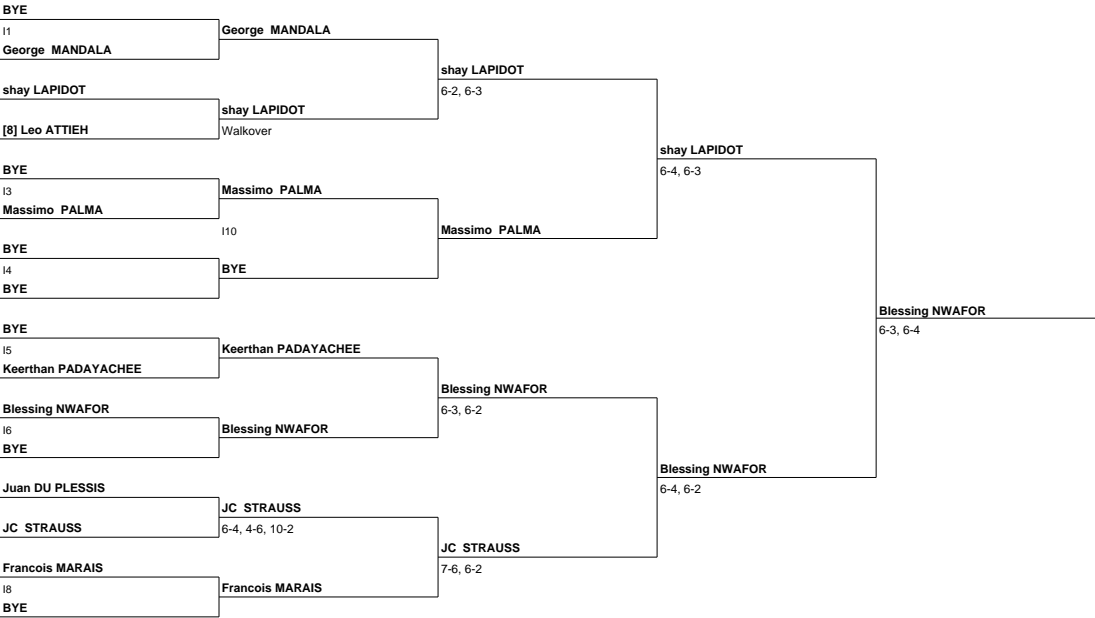 BYE
I1
George MANDALA
shay LAPIDOT
[8] Leo ATTIEH
BYE
I3
Massimo PALMA
BYE
I4
BYE
BYE
I5
Keerthan PADAYACHEE
Blessing NWAFOR
I6
BYE
Juan DU PLESSIS
JC STRAUSS
Francois MARAIS
I8
BYE
George MANDALA
shay LAPIDOT
Walkover
Massimo PALMA
I10
BYE
Keerthan PADAYACHEE
Blessing NWAFOR
JC STRAUSS
6-4, 4-6, 10-2
Francois MARAIS
shay LAPIDOT
6-2, 6-3
Massimo PALMA
Blessing NWAFOR
6-3, 6-2
JC STRAUSS
7-6, 6-2
shay LAPIDOT
6-4, 6-3
Blessing NWAFOR
6-4, 6-2
Blessing NWAFOR
6-3, 6-4